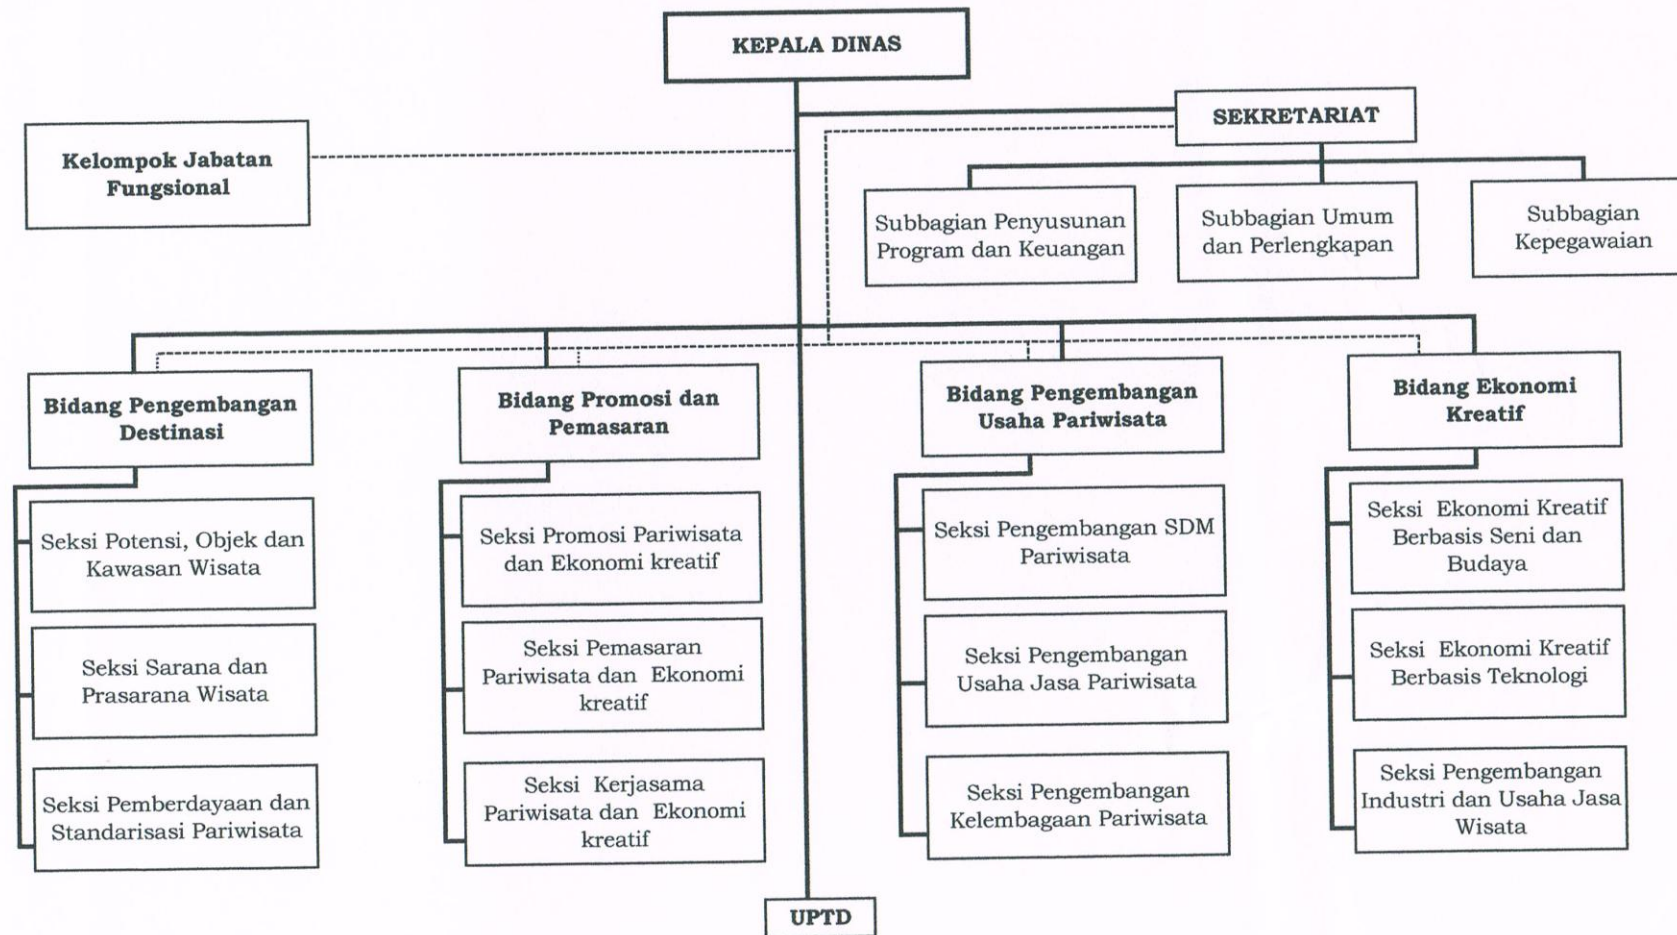 KEPALA DINAS
SEKRETARIAT
Kelompok Jabatan
Fungsional
Subbagian Penyusunan
Program dan Keuangan
Subbagian Umum
dan Perlengkapan
Subbagian
Kepegawaian
Bidang Pengembangan
Destinasi
Bidang Promosi dan
Pemasaran
Bidang Pengembangan
Usaha Pariwisata
Bidang Ekonomi
Kreatif
Seksi Potensi, Objek dan
Kawasan Wisata
Seksi Promosi Pariwisata
dan Ekonomi kreatif
Seksi Pengembangan SDM
Pariwisata
Seksi Ekonomi Kreatif
Berbasis Seni dan
Budaya
Seksi Sarana dan
Prasarana Wisata
Seksi Pemasaran
Pariwisata dan Ekonomi
kreatif
Seksi Pengembangan
Usaha Jasa Pariwisata
Seksi Ekonomi Kreatif
Berbasis Teknologi
Seksi Pemberdayaan dan
Standarisasi Pariwisata
Seksi Kerjasama
Pariwisata dan Ekonomi
kreatif
Seksi Pengembangan
Kelembagaan Pariwisata
Seksi Pengembangan
Industri dan Usaha Jasa
Wisata
UPTD